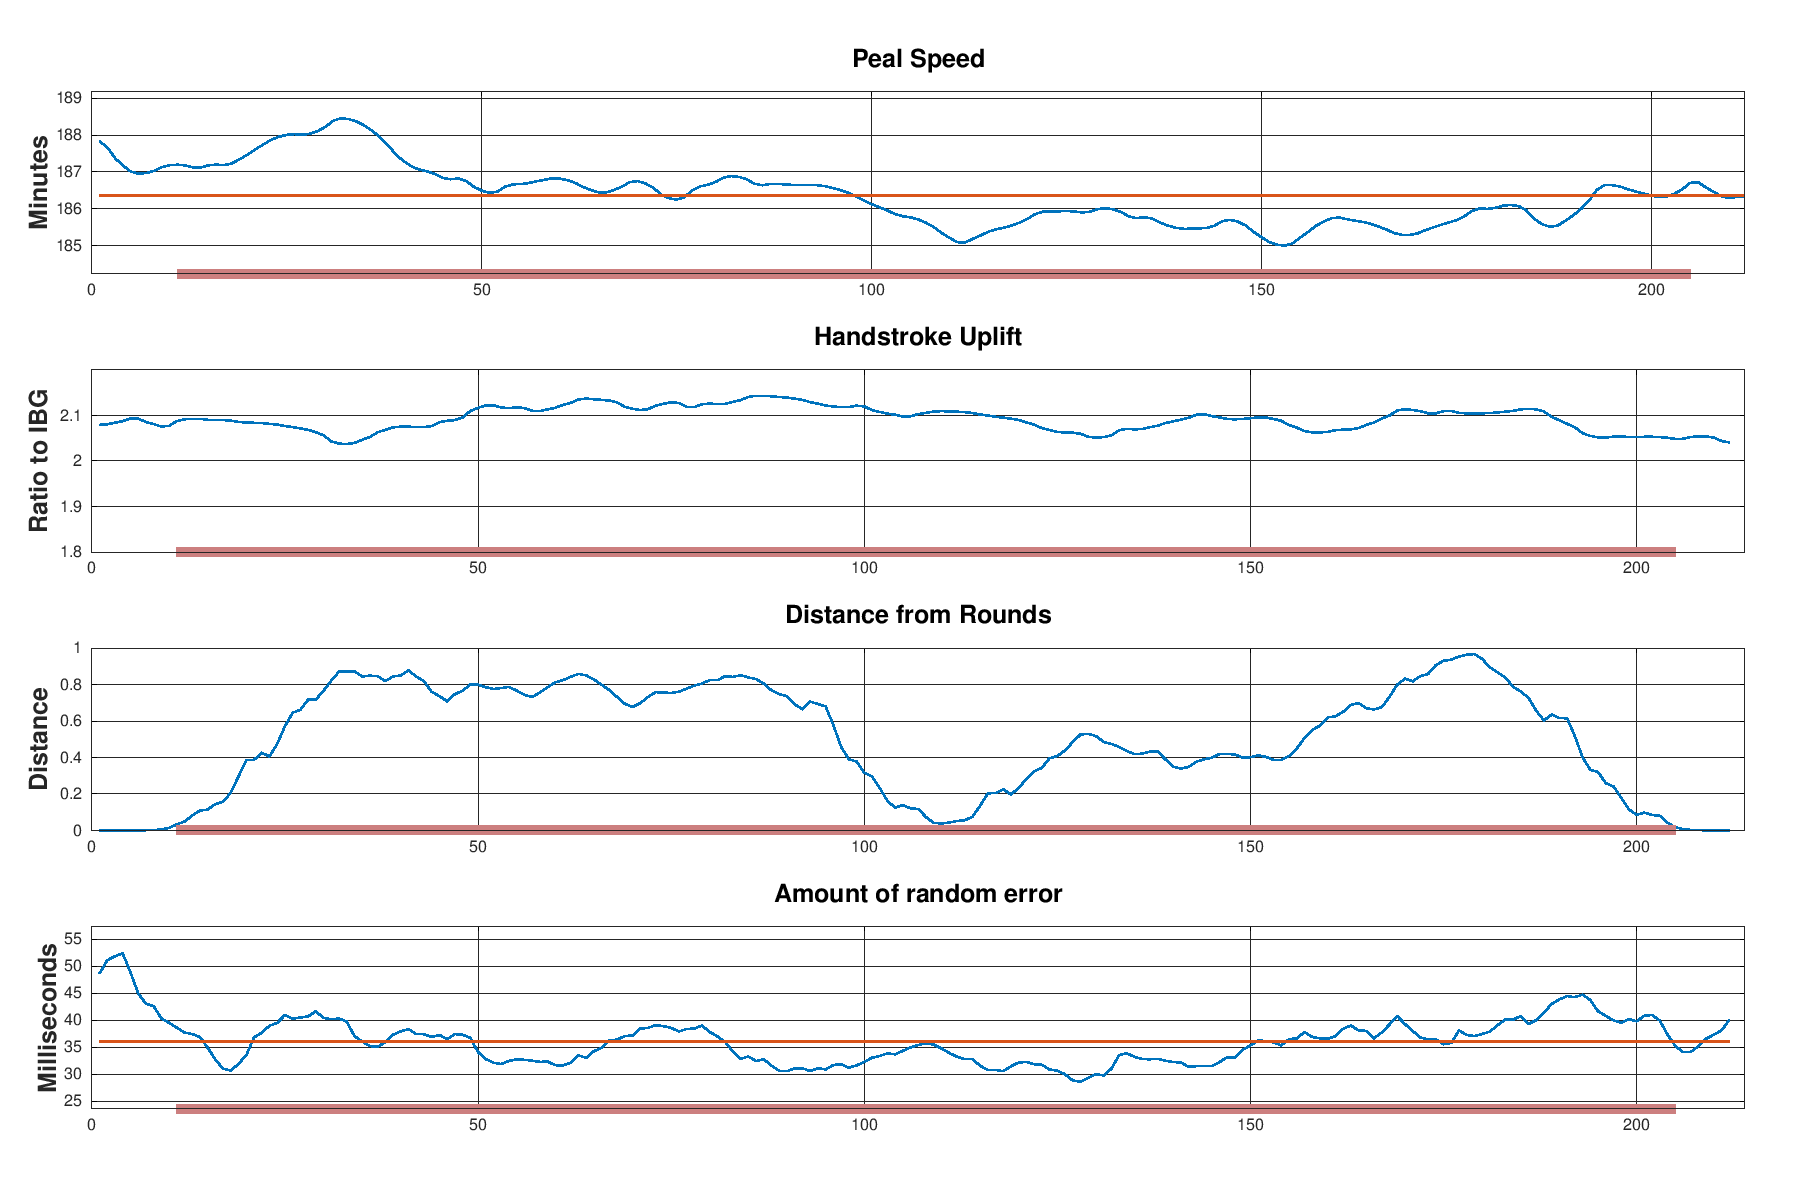 Peal Speed
Minutes
189
188
187
186
185
0 50 100 150 200
Handstroke Uplift
Ratio to IBG
2.1
2
1.9
1.8
0 50 100 150 200
Distance from Rounds
Distance
1
0.8
0.6
0.4
0.2
0
0 50 100 150 200
Amount of random error
Milliseconds
55
50
45
40
35
30
25
0 50 100 150 200